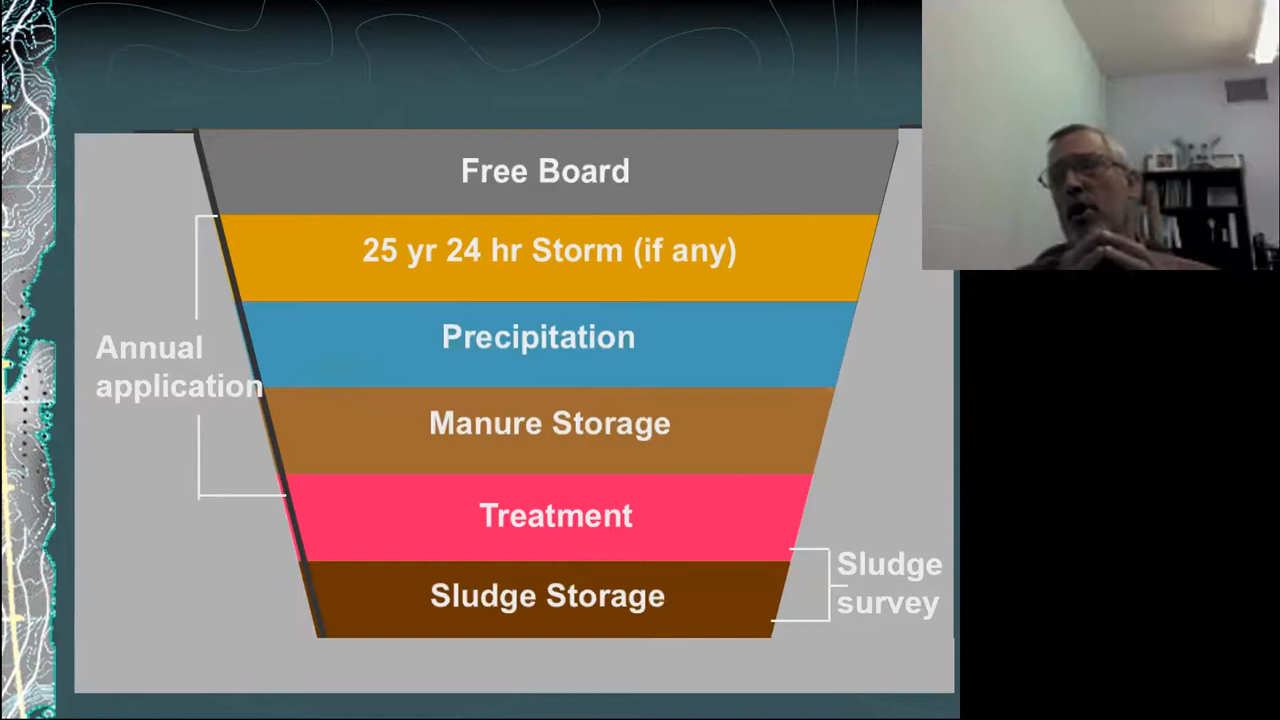 Free Board
25 yr 24 hr Storm (if any)
Precipitation
Annual
application
Manure Storage
Treatment
Sludge Storage
Sludge
survey